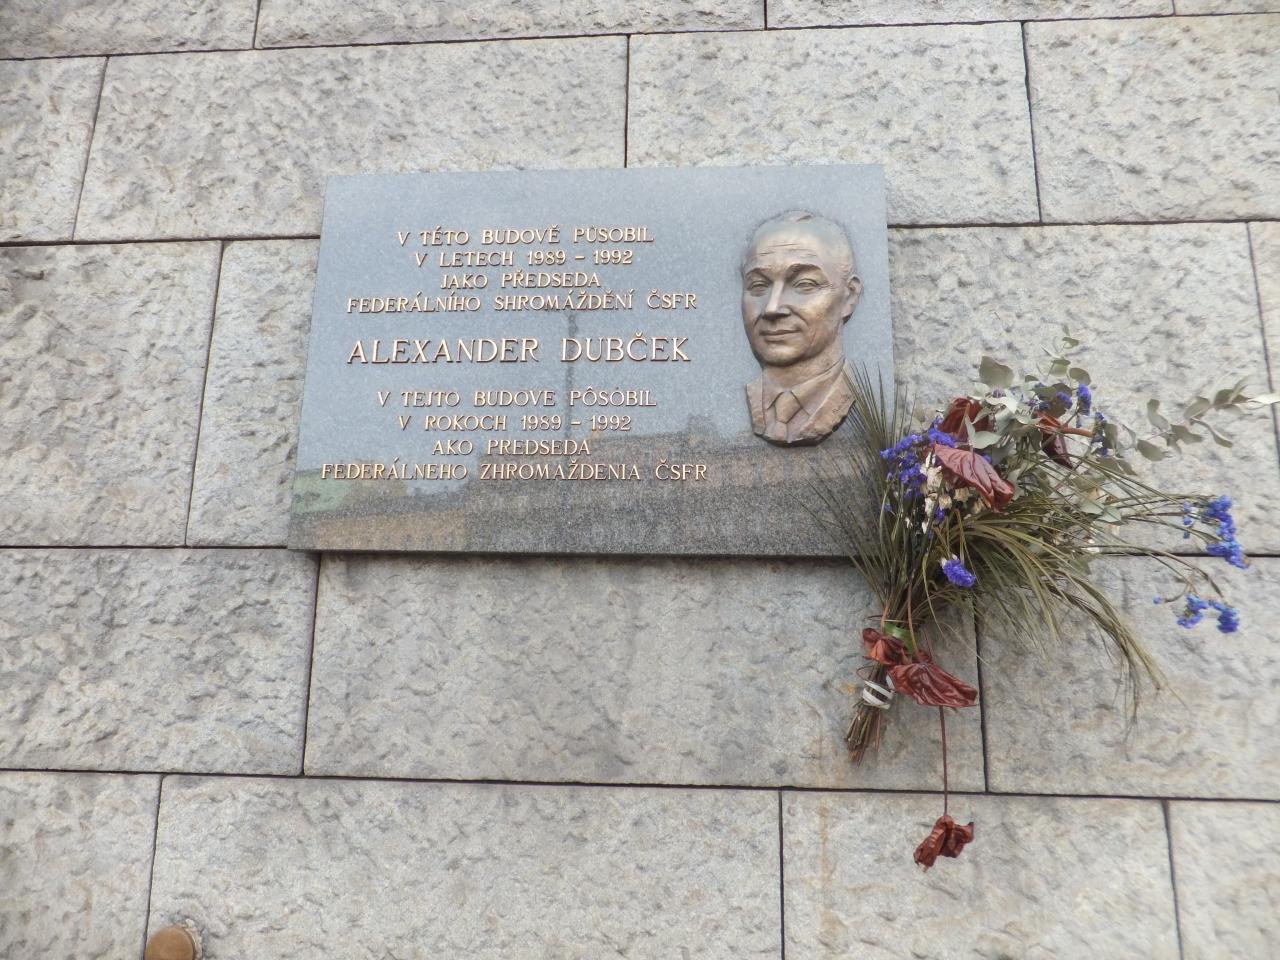 V TÉTO BUDOVĚ PŮSOBIL
V LETECH 1989 - 1992
JAKO PŘEDSEDA
FEDERÁLNÍHO SHROMÁŽDĚNÍ ČSFR
ALEXANDER DUBČEK
V TEJTO BUDOVE PÔSOBIL
V ROKOCH 1989 - 1992
AKO PREDSEDA
FEDERÁLNEHO ZHROMAŽDENIA ČSFR